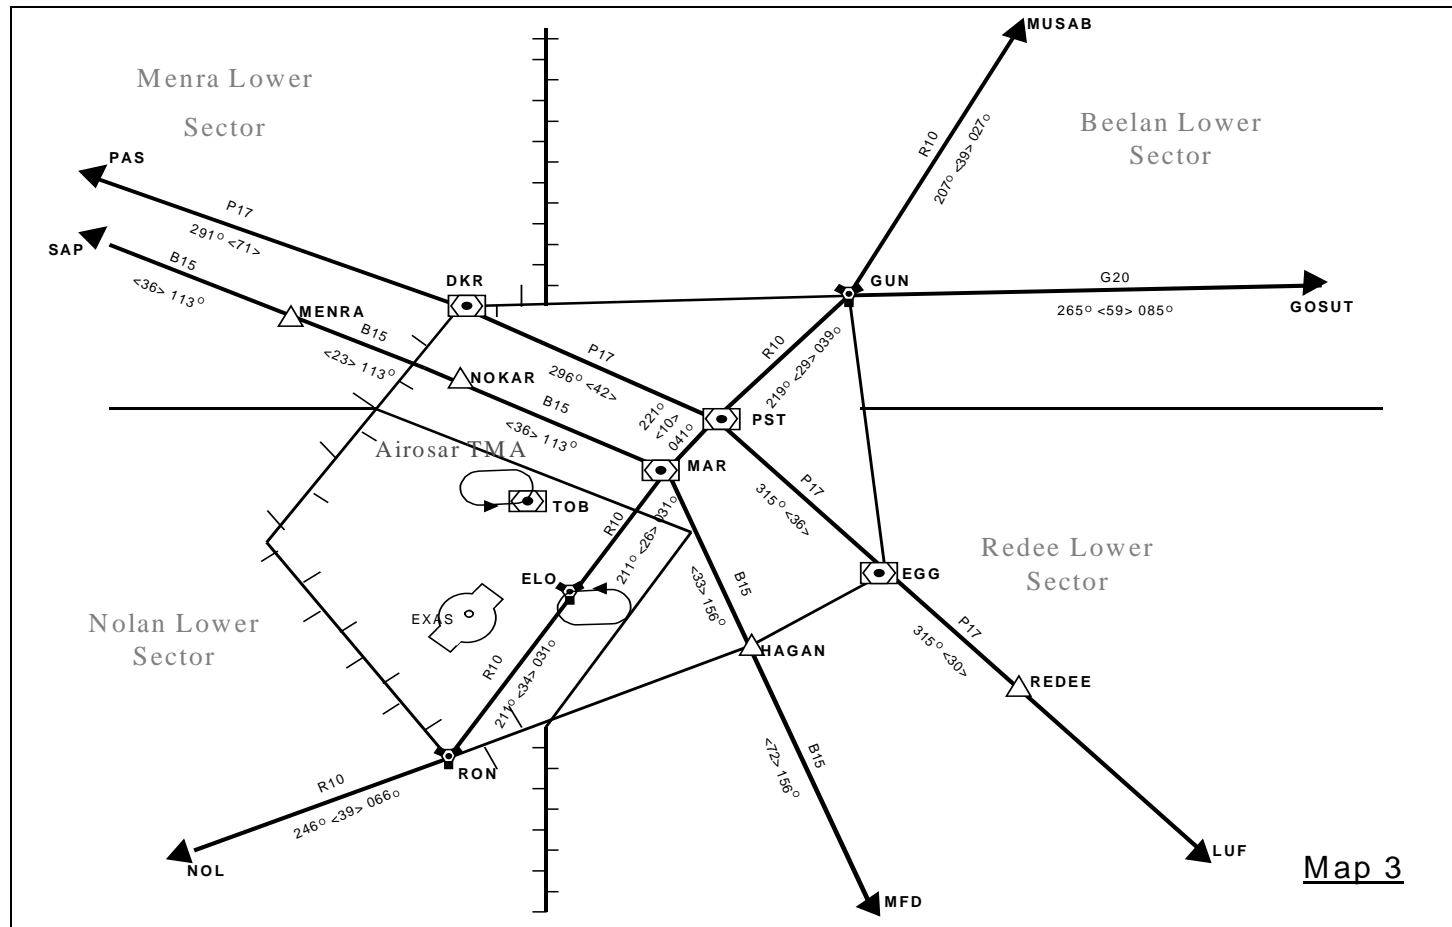 MUSAB
Menra Lower
Sector
Beelan Lower
Sector
R10
207° <39> 027°
PAS
P17
291° <71>
SAP
B15
<36> 113°
DKR
GUN
G20
265° <59> 085°
GOSUT
MENRA
B15
<23> 113°
P17
296° <42>
R10
219° <29> 039°
NOKAR
B15
<36> 113°
221°
<10>
041°
PST
Airosar TMA
MAR
TOB
R10
211° <26> 031°
P17
315° <36>
Redee Lower
Sector
ELO
EGG
EXAS
B15
<33> 156°
Nolan Lower
Sector
R10
211° <34> 031°
HAGAN
P17
315° <30>
REDEE
RON
R10
246° <39> 066°
B15
<72> 156°
NOL
LUF
Map 3
MFD